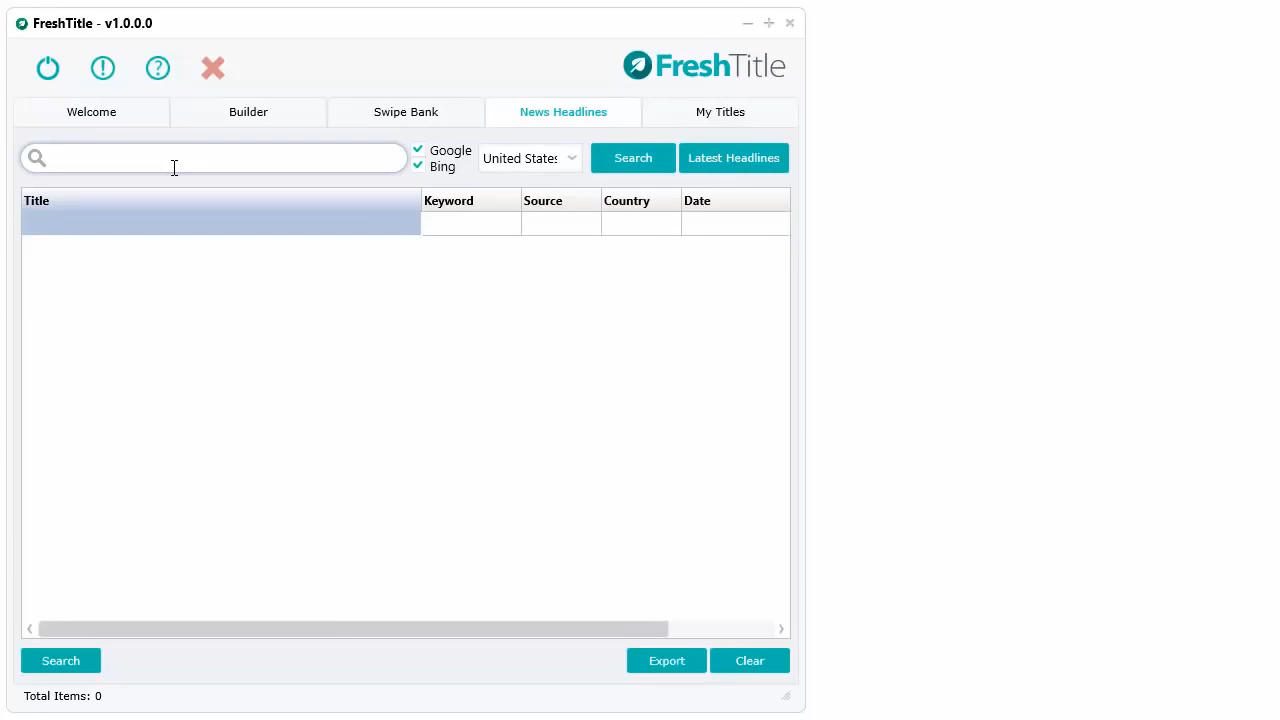 FreshTitle - v1.0.0.0
FreshTitle
Welcome
Builder
Swipe Bank
News Headlines
My Titles
Google
Bing
United States
Search
Latest Headlines
Title
Keyword
Source
Country
Date
Search
Export
Clear
Total Items: 0